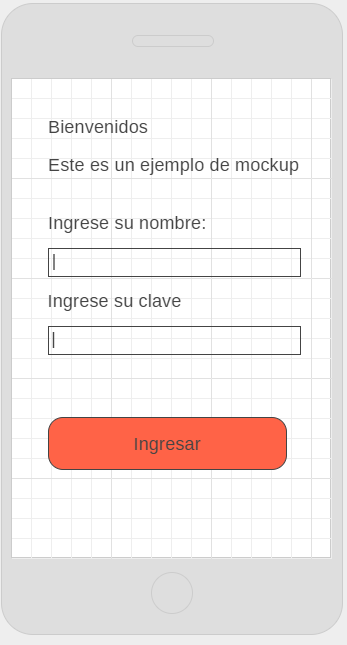 Bienvenidos
Este es un ejemplo de mockup
Ingrese su nombre:
Ingrese su clave
Ingresar